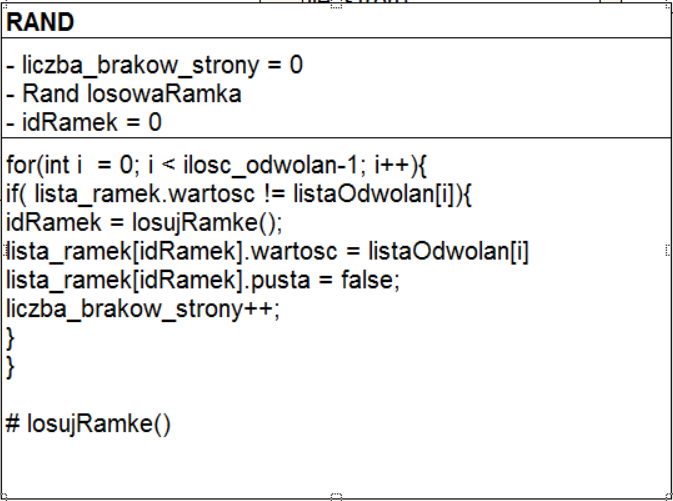 RAND
- liczba_brakow_strony = 0
- Rand losowaRamka
- idRamek = 0
for(int i  = 0; i < ilosc_odwolan-1; i++){
if( lista_ramek.wartosc != listaOdwolan[i]){
idRamek = losujRamke();
lista_ramek[idRamek].wartosc = listaOdwolan[i]
lista_ramek[idRamek].pusta = false;
liczba_brakow_strony++;
}
}
# losujRamke()